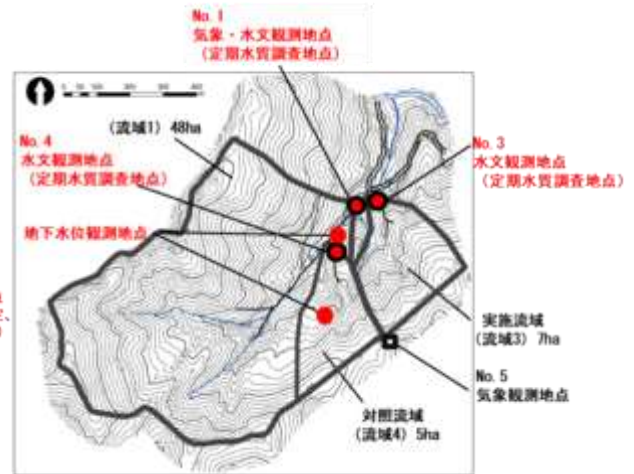 No.1
気象・水文観測地点
(定期水質調査地点)
(流域1) 48ha
No.4
水文観測地点
(定期水質調査地点)
No.3
水文観測地点
(定期水質調査地点)
地下水位観測地点
実施流域
(流域3) 7ha
No.5
気象観測地点
対照流域
(流域4) 5ha